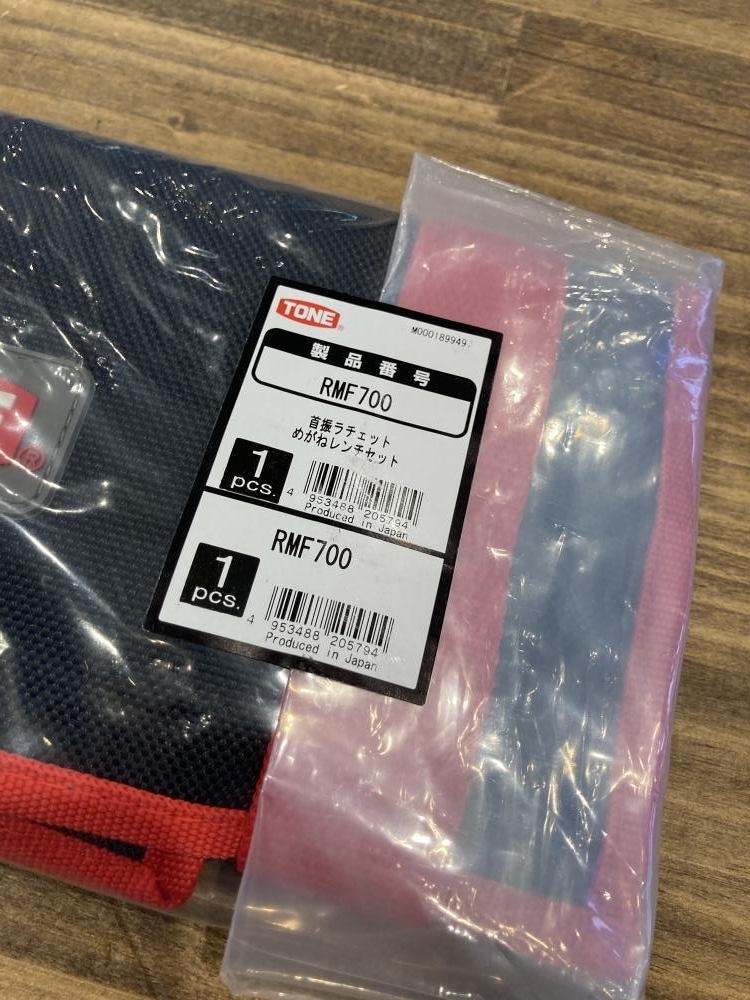 TONE®
M000189949
製品番号
RMF700
首振ラチェット
めがねレンチセット
1
pcs.
4 953488 205794
Produced in Japan
RMF700
1
pcs.
4 953488 205794
Produced in Japan
®